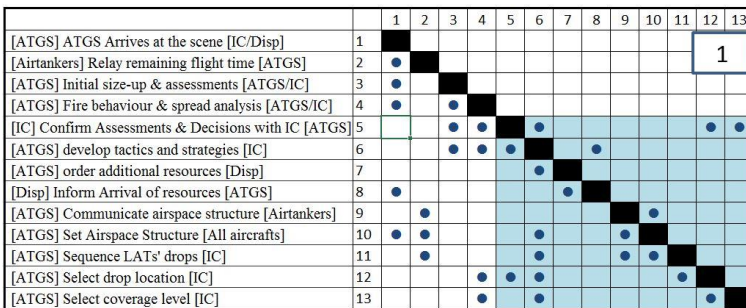 1 2 3 4 5 6 7 8 9 10 11 12 13
[ATGS] ATGS Arrives at the scene [IC/Disp] 1
1
[Airtankers] Relay remaining flight time [ATGS] 2
[ATGS] Initial size-up & assessments [ATGS/IC] 3
[ATGS] Fire behaviour & spread analysis [ATGS/IC] 4
[IC] Confirm Assessments & Decisions with IC [ATGS] 5
[ATGS] develop tactics and strategies [IC] 6
[ATGS] order additional resources [Disp] 7
[Disp] Inform Arrival of resources [ATGS] 8
[ATGS] Communicate airspace structure [Airtankers] 9
[ATGS] Set Airspace Structure [All aircrafts] 10
[ATGS] Sequence LATs' drops [IC] 11
[ATGS] Select drop location [IC] 12
[ATGS] Select coverage level [IC] 13